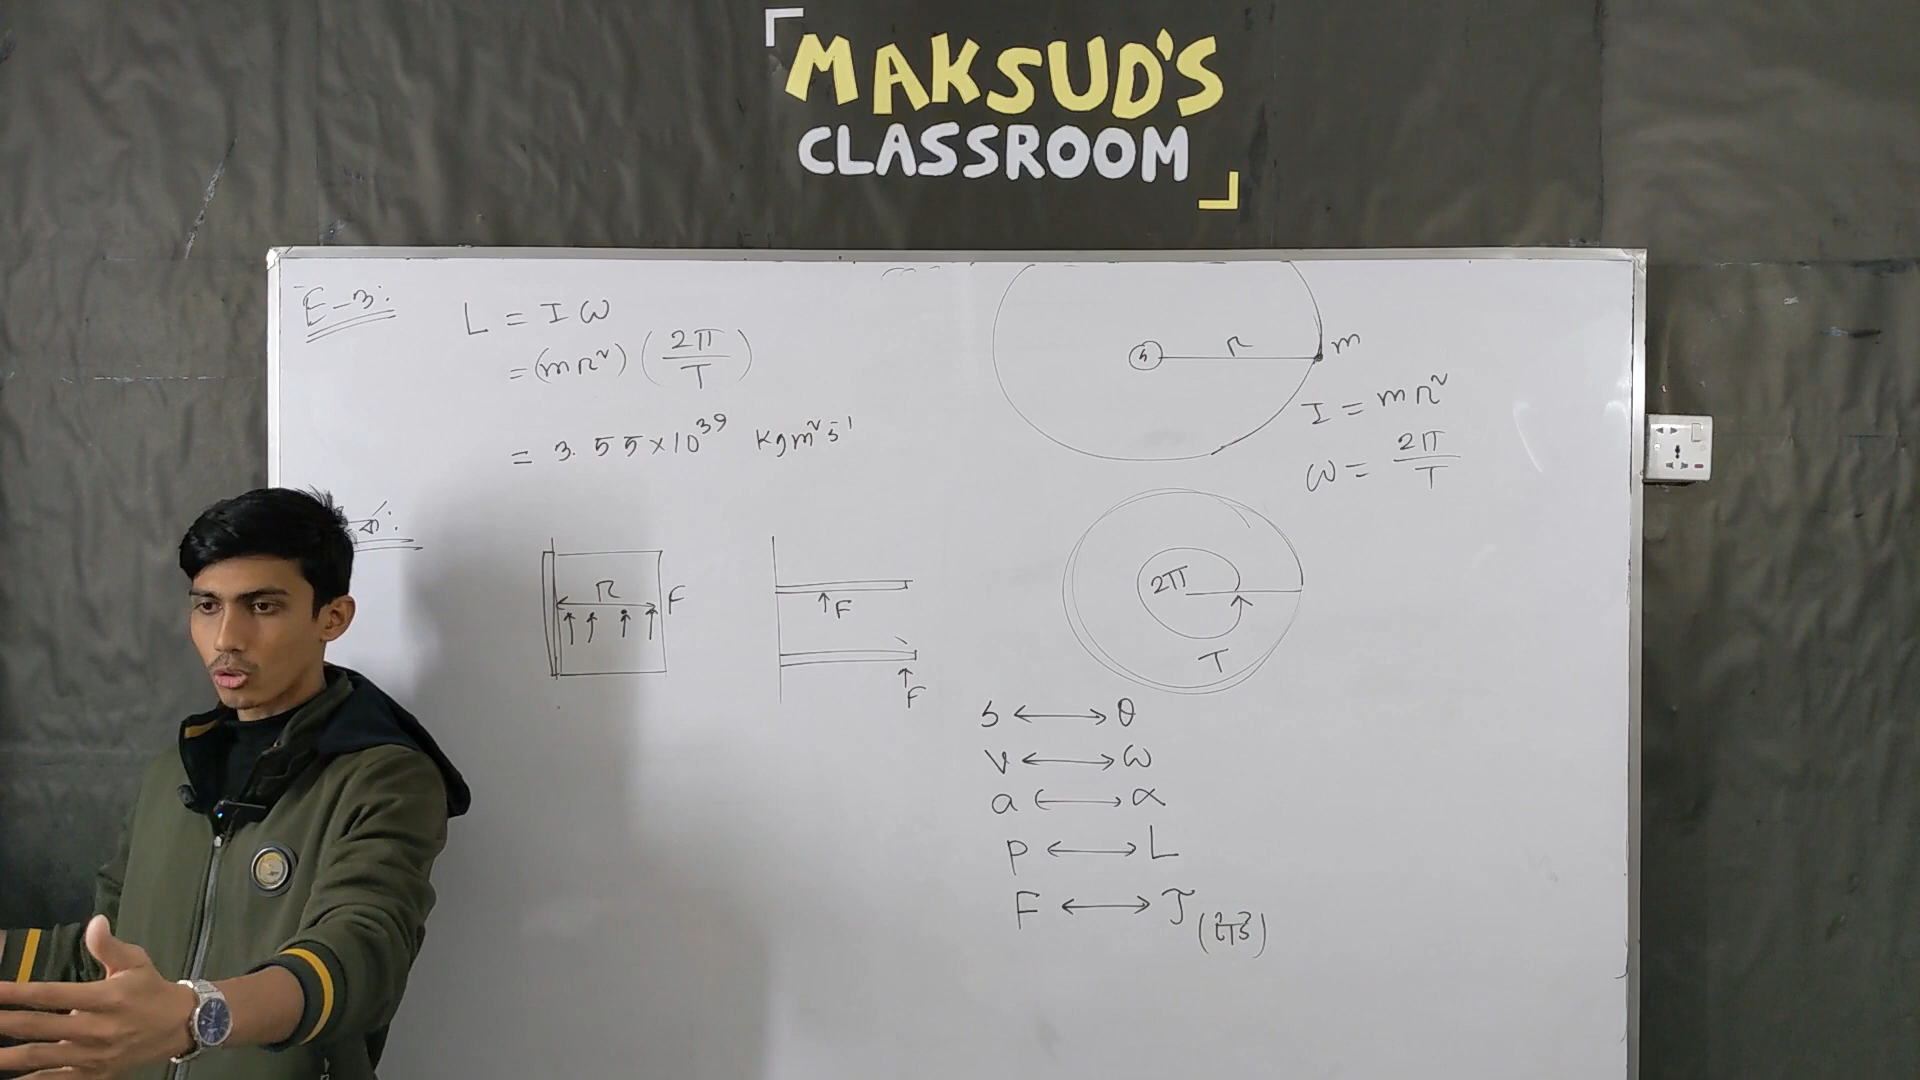 MAKSUD'S
CLASSROOM
E-3:
L = Iω
= (mr²) (2π/T)
= 3.55×10³⁹ kgm²s⁻¹
s r m
I = mr²
ω = 2π/T
r F
F
F
2π
T
s ↔ θ
v ↔ ω
a ↔ α
p ↔ L
F ↔ τ